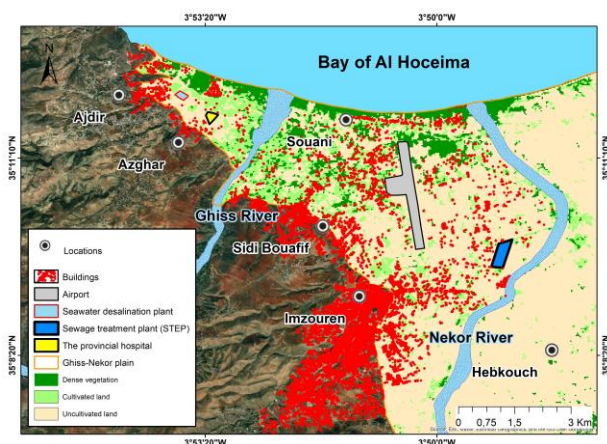 3°53'20"W
3°50'0"W
N
Bay of Al Hoceima
Ajdir
Souani
Azghar
35°11'10"N
35°11'10"N
Ghiss River
Sidi Bouafif
Imzouren
Nekor River
Hebkouch
35°8'20"N
35°8'20"N
Locations
Buildings
Airport
Seawater desalination plant
Sewage treatment plant (STEP)
The provincial hospital
Ghiss-Nekor plain
Dense vegetation
Cultivated land
Uncultivated land
0 0,75 1,5 3 Km
3°53'20"W
3°50'0"W